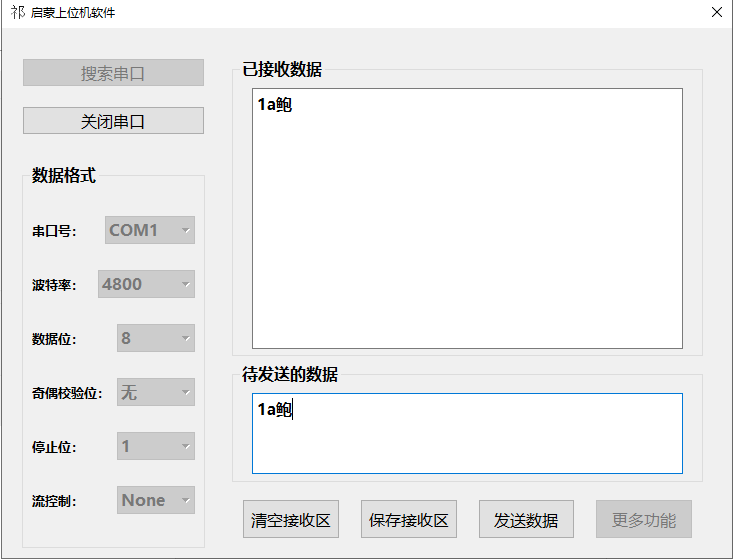 祁 启蒙上位机软件
搜索串口
关闭串口
数据格式
串口号: COM1
波特率: 4800
数据位: 8
奇偶校验位: 无
停止位: 1
流控制: None
已接收数据
1a鲍
待发送的数据
1a鲍
清空接收区 保存接收区 发送数据 更多功能